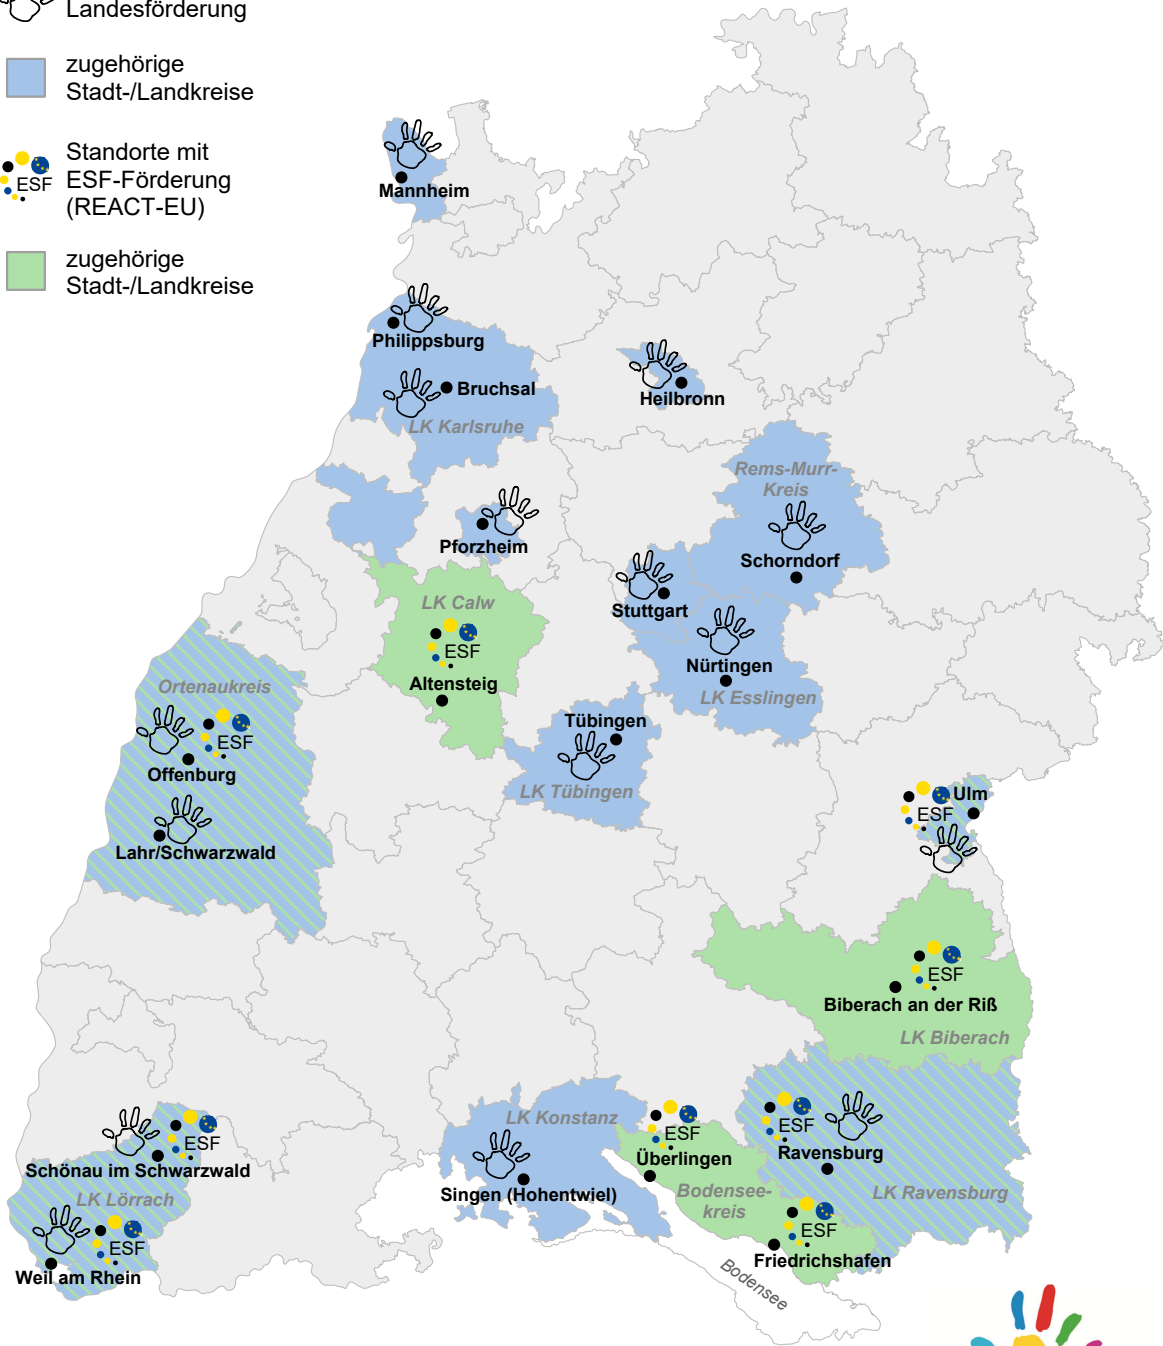 Landesförderung
zugehörige
Stadt-/Landkreise
Standorte mit
ESF-Förderung
(REACT-EU)
ESF
zugehörige
Stadt-/Landkreise
Mannheim
Philippsburg
Bruchsal
LK Karlsruhe
Heilbronn
Rems-Murr-
Kreis
Schorndorf
Pforzheim
Stuttgart
Nürtingen
LK Esslingen
LK Calw
ESF
Altensteig
Ortenaukreis
ESF
Offenburg
Lahr/Schwarzwald
Tübingen
LK Tübingen
Ulm
ESF
ESF
Biberach an der Riß
LK Biberach
LK Konstanz
Singen (Hohentwiel)
ESF
Überlingen
Bodensee-
kreis
ESF
Ravensburg
LK Ravensburg
ESF
Friedrichshafen
Bodensee
ESF
Schönau im Schwarzwald
LK Lörrach
ESF
Weil am Rhein